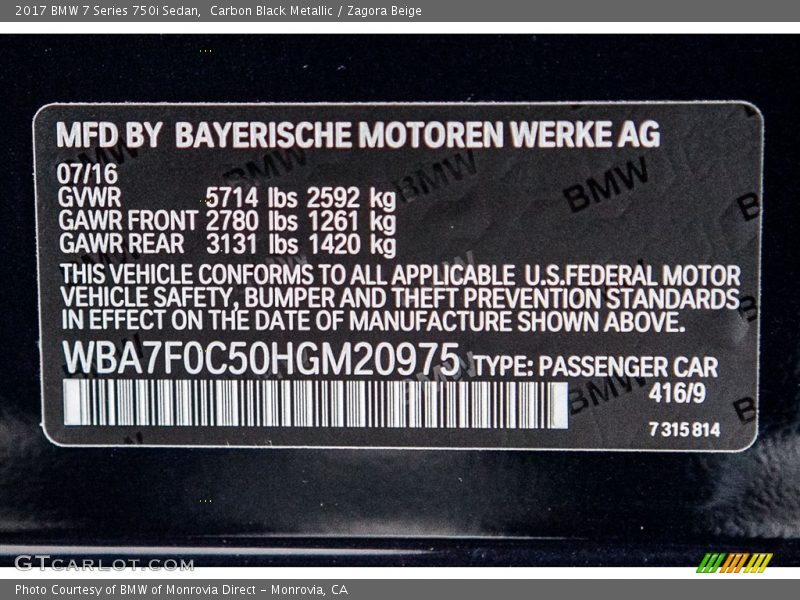 2017 BMW 7 Series 750i Sedan,  Carbon Black Metallic / Zagora Beige
MFD BY BAYERISCHE MOTOREN WERKE AG
07/16
GVWR 5714 lbs 2592 kg
GAWR FRONT 2780 lbs 1261 kg
GAWR REAR 3131 lbs 1420 kg
THIS VEHICLE CONFORMS TO ALL APPLICABLE U.S.FEDERAL MOTOR
VEHICLE SAFETY, BUMPER AND THEFT PREVENTION STANDARDS
IN EFFECT ON THE DATE OF MANUFACTURE SHOWN ABOVE.
WBA7F0C50HGM20975 TYPE: PASSENGER CAR
416/9
7 315 814
BMW
BMW
BMW
BMW
GTCARLOT.COM
Photo Courtesy of BMW of Monrovia Direct - Monrovia, CA